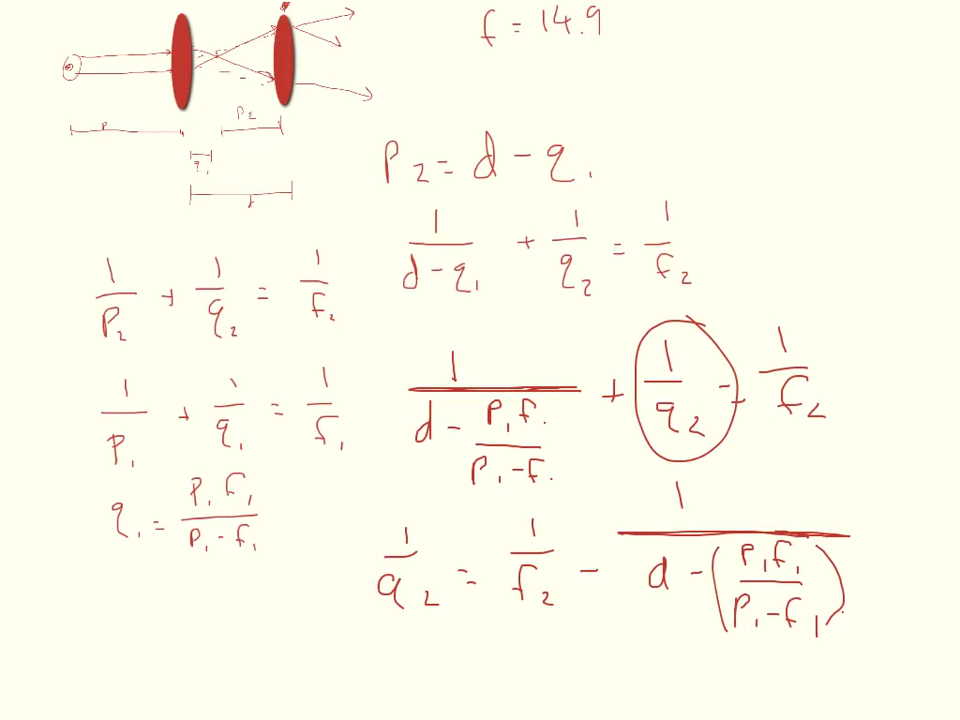 f = 14.9
P
P2
q1
P2 = d - q1
1/(d - q1) + 1/q2 = 1/f2
1/P2 + 1/q2 = 1/f2
1/(d - P1f1/(P1-f1)) + 1/q2 = 1/f2
1/P1 + 1/q1 = 1/f1
q1 = P1f1/(P1-f1)
1/q2 = 1/f2 - 1/(d - (P1f1/(P1-f1)))